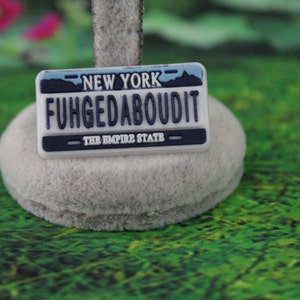 NEW YORK
FUHGEDABOUDIT
THE EMPIRE STATE